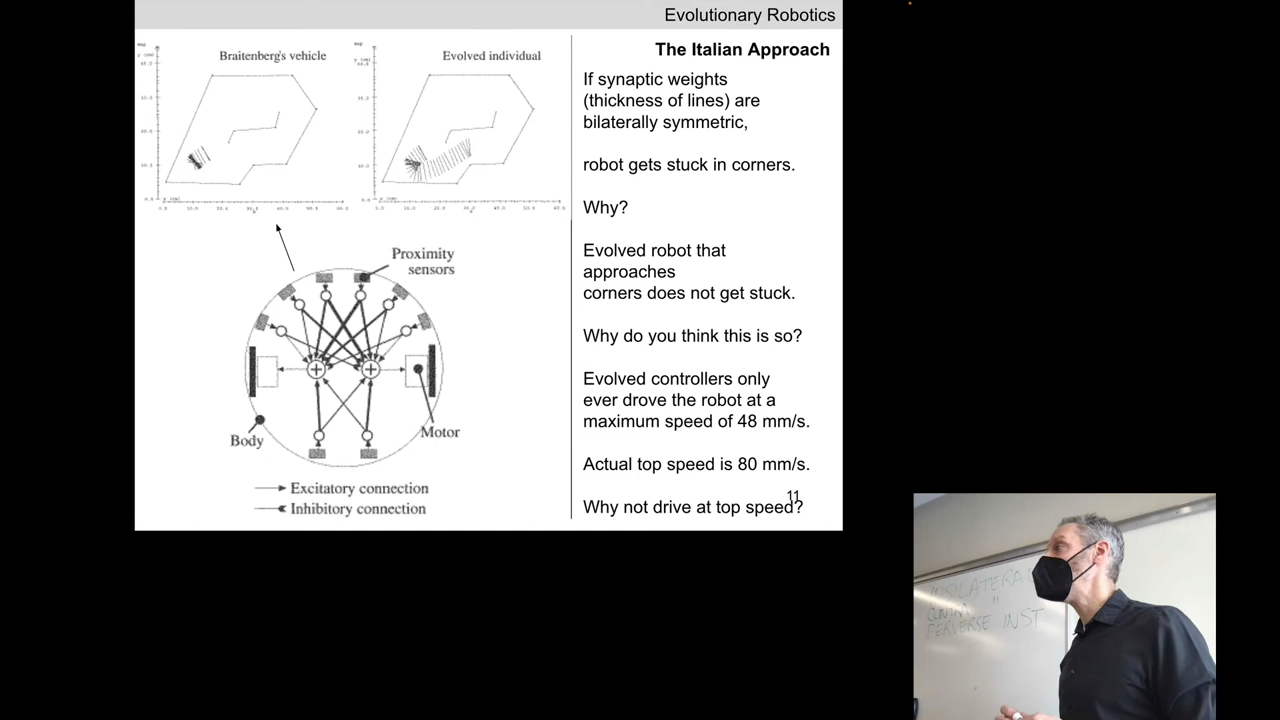 Evolutionary Robotics
The Italian Approach
Braitenberg's vehicle
Evolved individual
If synaptic weights
(thickness of lines) are
bilaterally symmetric,
robot gets stuck in corners.
Why?
Evolved robot that
approaches
corners does not get stuck.
Why do you think this is so?
Evolved controllers only
ever drove the robot at a
maximum speed of 48 mm/s.
Actual top speed is 80 mm/s.
Why not drive at top speed?
11
Proximity
sensors
Body
Motor
Excitatory connection
Inhibitory connection
CONTRA "
PERVERSE INST